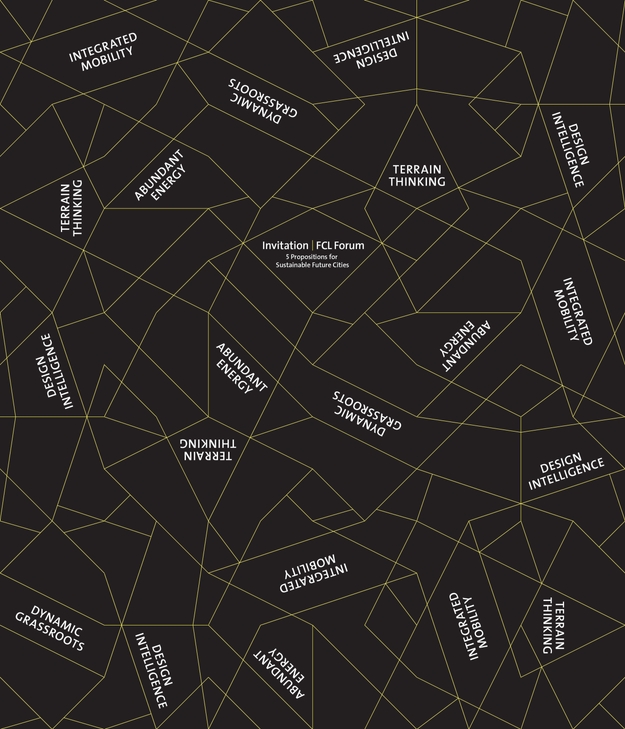 INTEGRATED
MOBILITY
DESIGN
INTELLIGENCE
DYNAMIC
GRASSROOTS
DESIGN
INTELLIGENCE
ABUNDANT
ENERGY
TERRAIN
THINKING
TERRAIN
THINKING
Invitation | FCL Forum
5 Propositions for
Sustainable Future Cities
INTEGRATED
MOBILITY
ABUNDANT
ENERGY
DESIGN
INTELLIGENCE
ABUNDANT
ENERGY
DYNAMIC
GRASSROOTS
TERRAIN
THINKING
DESIGN
INTELLIGENCE
INTEGRATED
MOBILITY
DYNAMIC
GRASSROOTS
INTEGRATED
MOBILITY
TERRAIN
THINKING
DESIGN
INTELLIGENCE
ABUNDANT
ENERGY